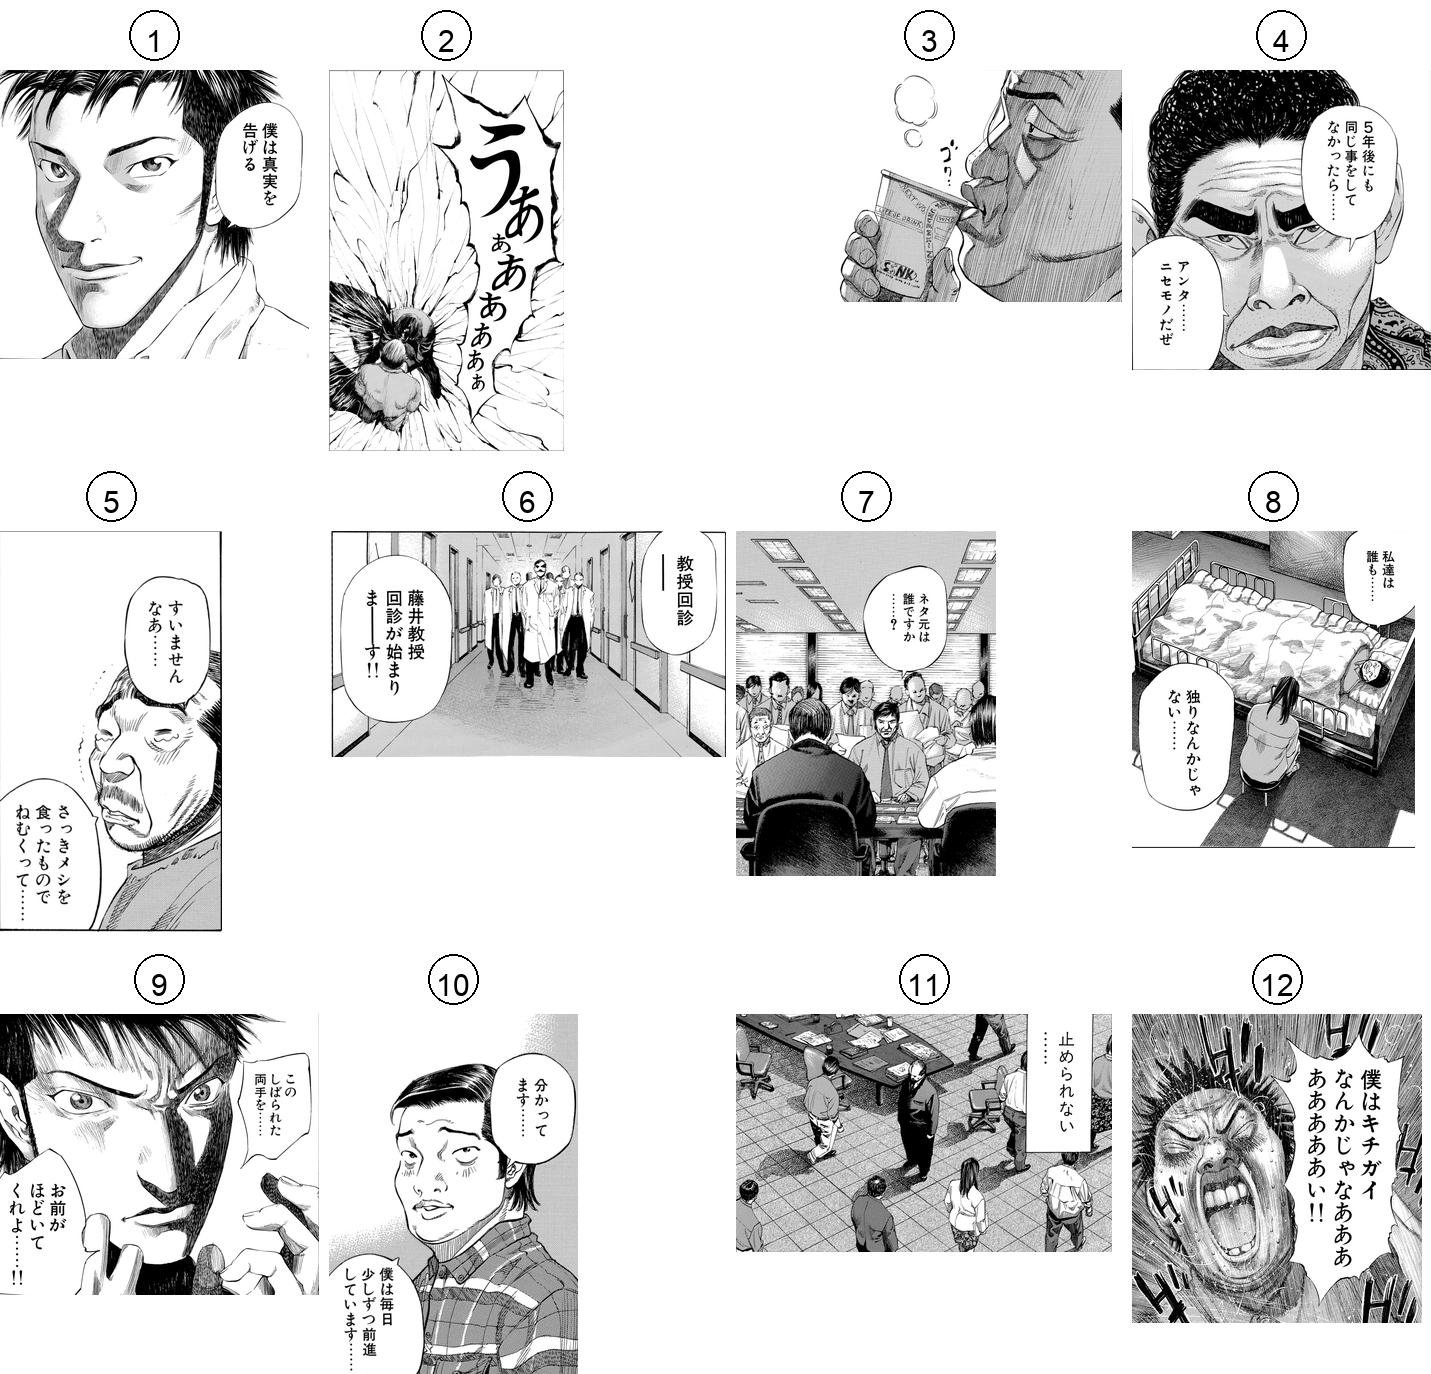 1
僕は真実を
告げる
2
うぁぁあああああぁ
3
ゴク…
SONK
4
5年後にも
同じ事をして
なかったら……
アンタ……
ニセモノだぜ
5
すいません
なあ……
さっきメシを
食ったもので
ねむくって……
6
教授回診
―
藤井教授
回診が始まり
まーーす!!
7
ネタ元は
誰ですか
……?
8
私達は
誰も……
独りなんかじゃ
ない……
9
この
しばられた
両手を……
お前が
ほどいて
くれよ……!!
10
分かって
ます……
僕は毎日
少しずつ前進
しています……
11
止められない
……
12
僕はキチガイ
なんかじゃなあああ
ああああああい!!